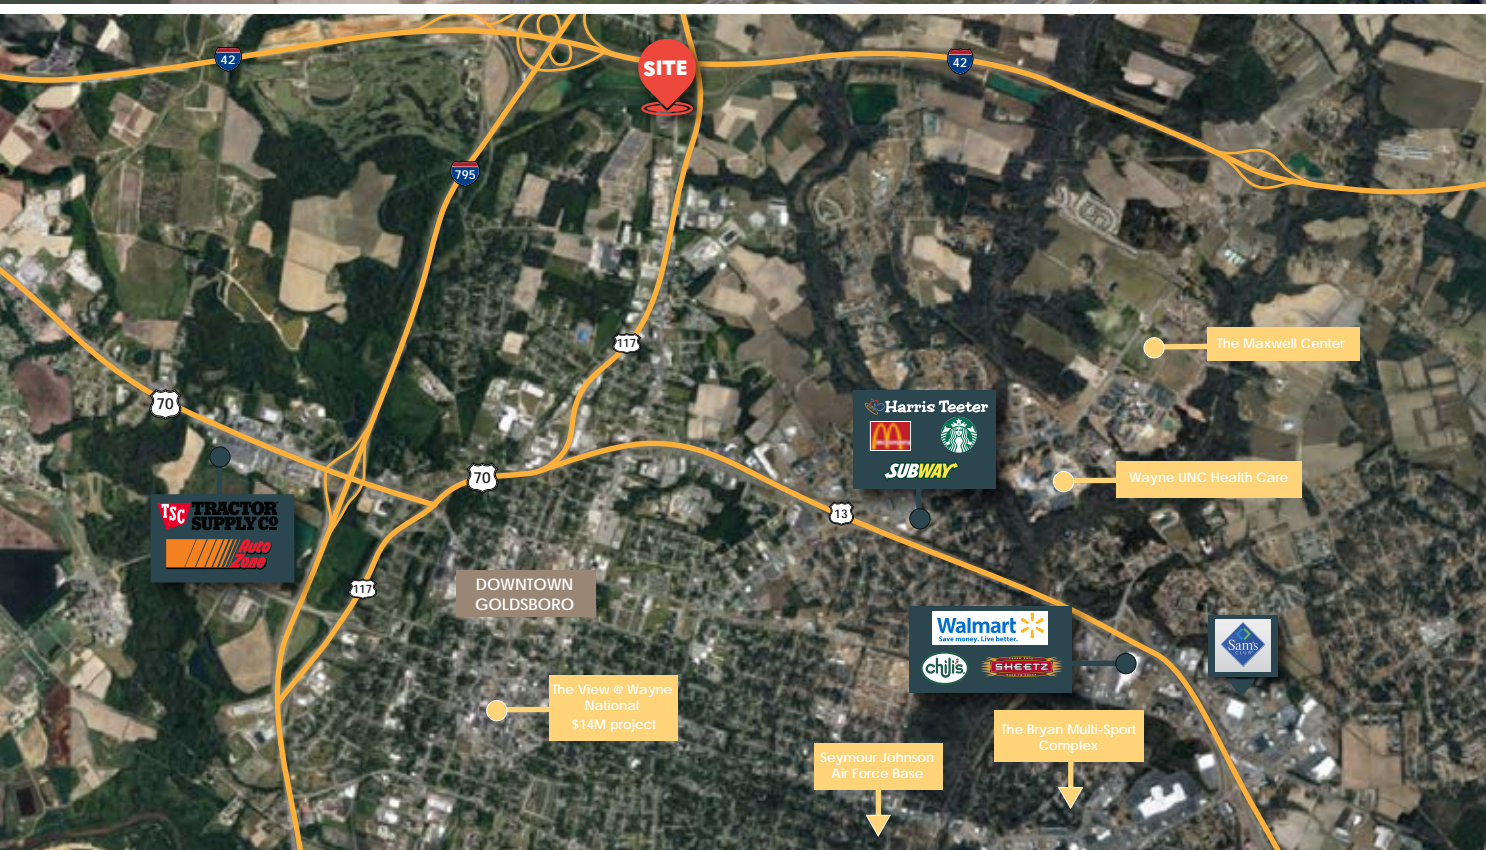 42
SITE
42
795
117
The Maxwell Center
70
Harris Teeter
SUBWAY
70
Wayne UNC Health Care
13
TSC TRACTOR
SUPPLY CO
Auto
Zone
117
DOWNTOWN
GOLDSBORO
Walmart
Save money. Live better.
chili's
SHEETZ
Sam's
CLUB
The View @ Wayne
National
$14M project
The Bryan Multi-Sport
Complex
Seymour Johnson
Air Force Base